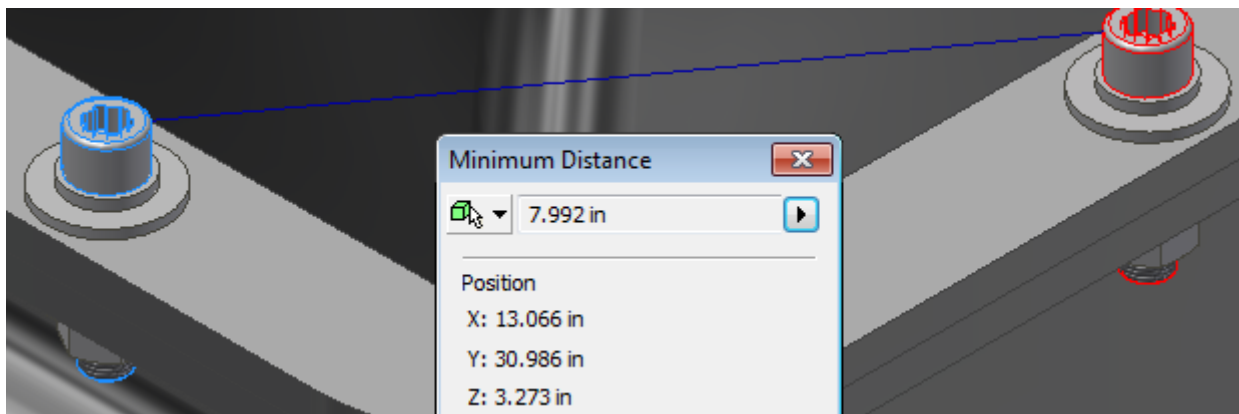 Minimum Distance
7.992 in
Position
X: 13.066 in
Y: 30.986 in
Z: 3.273 in